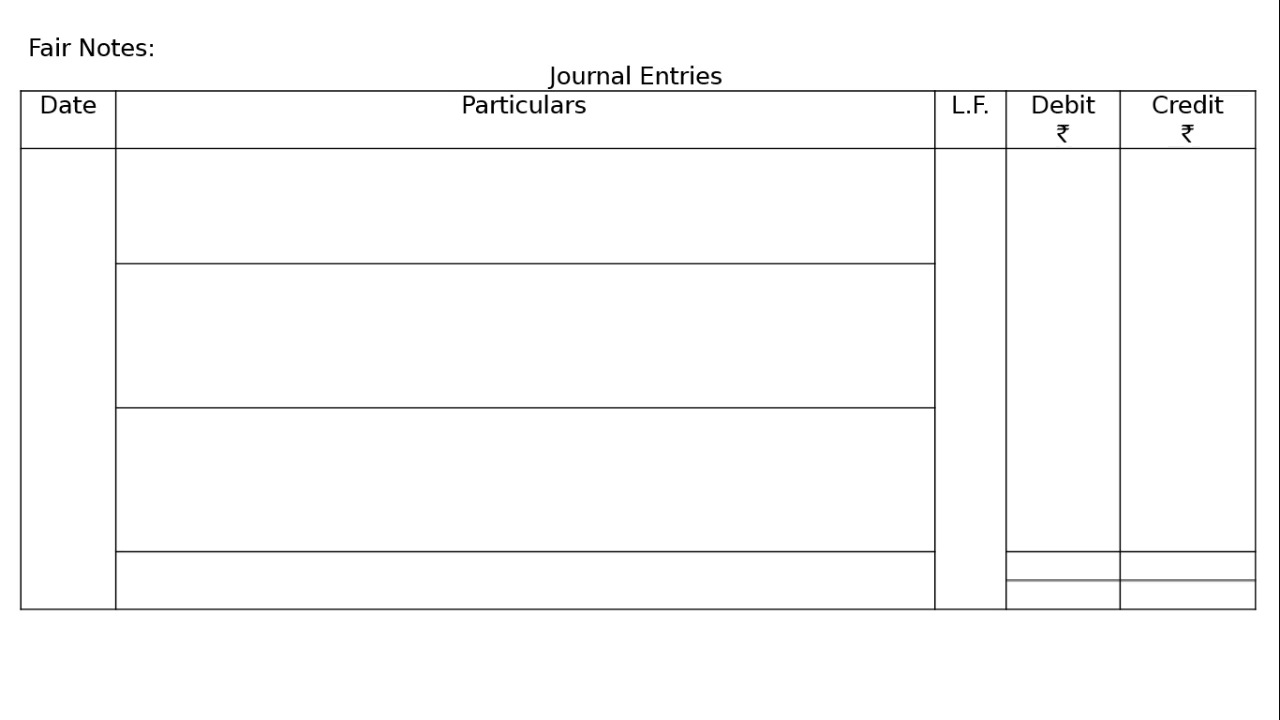 Fair Notes:
Journal Entries
Date Particulars L.F. Debit Credit
₹ ₹